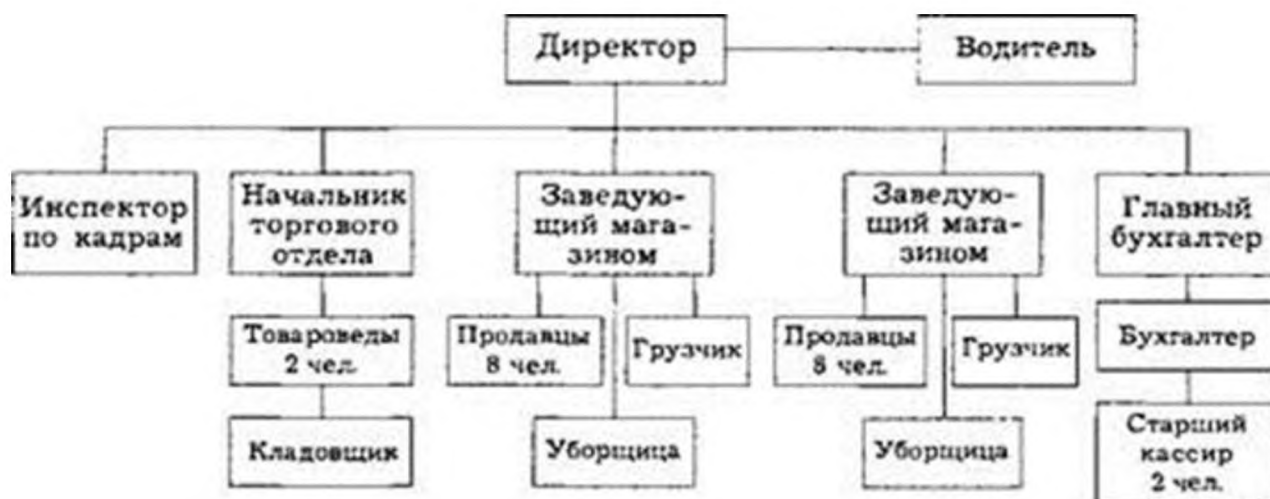 Директор
Водитель
Инспектор
по кадрам
Начальник
торгового
отдела
Заведую-
щий мага-
зином
Заведую-
щий мага-
зином
Главный
бухгалтер
Товароведы
2 чел.
Продавцы
8 чел.
Грузчик
Продавцы
8 чел.
Грузчик
Бухгалтер
Кладовщик
Уборщица
Уборщица
Старший
кассир
2 чел.